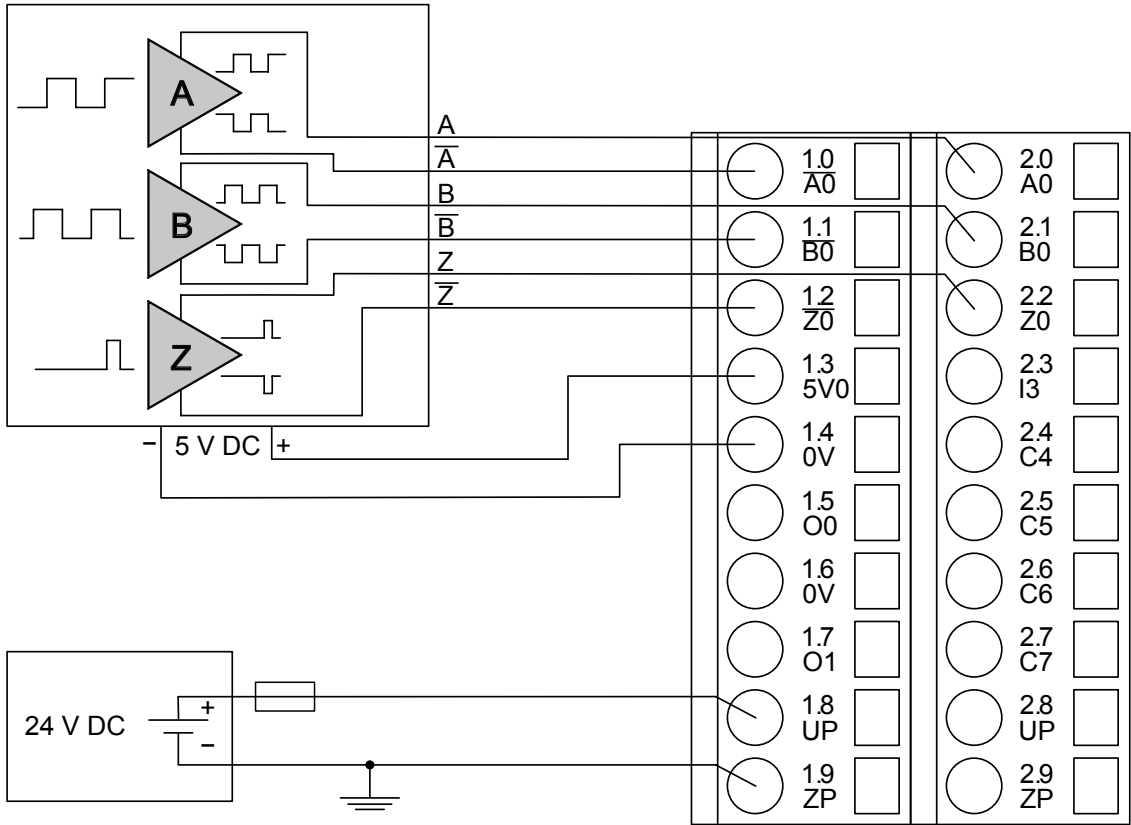 A
B
Z
A
A̅
B
B̅
Z
Z̅
− 5 V DC +
24 V DC
+
−
1.0
A̅0̅
1.1
B̅0̅
1.2
Z̅0̅
1.3
5V0
1.4
0V
1.5
O0
1.6
0V
1.7
O1
1.8
UP
1.9
ZP
2.0
A0
2.1
B0
2.2
Z0
2.3
I3
2.4
C4
2.5
C5
2.6
C6
2.7
C7
2.8
UP
2.9
ZP